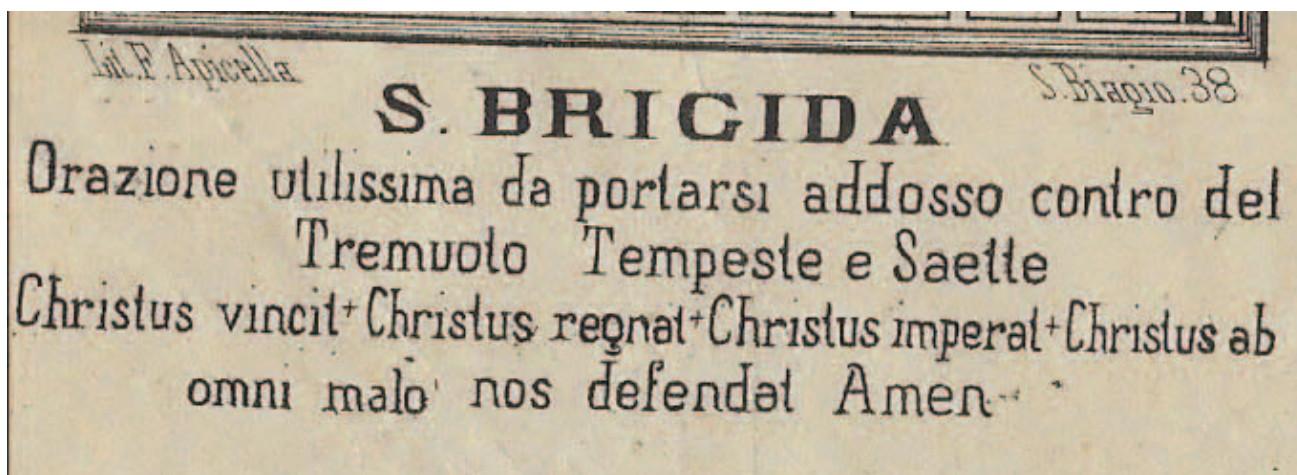 Lit. F. Apicella
S. Biagio. 38
S. BRIGIDA
Orazione utilissima da portarsi addosso contro del
Tremuoto Tempeste e Saette
Christus vincit + Christus regnat + Christus imperat + Christus ab
omni malo nos defendat Amen